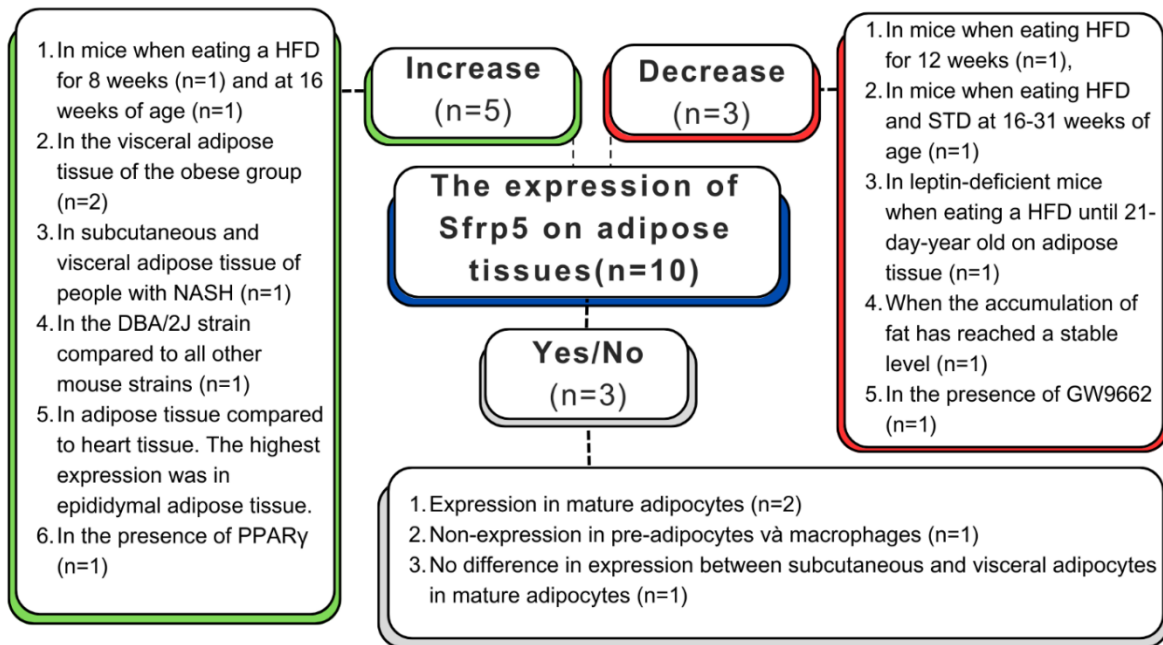 1. In mice when eating a HFD
for 8 weeks (n=1) and at 16
weeks of age (n=1)
2. In the visceral adipose
tissue of the obese group
(n=2)
3. In subcutaneous and
visceral adipose tissue of
people with NASH (n=1)
4. In the DBA/2J strain
compared to all other
mouse strains (n=1)
5. In adipose tissue compared
to heart tissue. The highest
expression was in
epididymal adipose tissue.
6. In the presence of PPARγ
(n=1)
Increase
(n=5)
Decrease
(n=3)
The expression of
Sfrp5 on adipose
tissues(n=10)
Yes/No
(n=3)
1. In mice when eating HFD
for 12 weeks (n=1),
2. In mice when eating HFD
and STD at 16-31 weeks of
age (n=1)
3. In leptin-deficient mice
when eating a HFD until 21-
day-year old on adipose
tissue (n=1)
4. When the accumulation of
fat has reached a stable
level (n=1)
5. In the presence of GW9662
(n=1)
1. Expression in mature adipocytes (n=2)
2. Non-expression in pre-adipocytes và macrophages (n=1)
3. No difference in expression between subcutaneous and visceral adipocytes
in mature adipocytes (n=1)